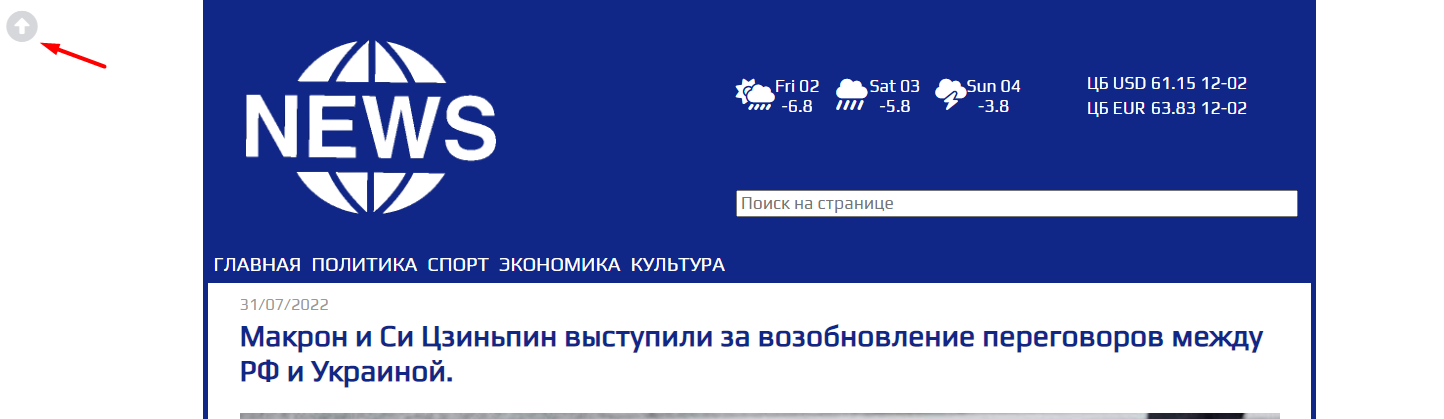 NEWS
Fri 02
-6.8
Sat 03
-5.8
Sun 04
-3.8
ЦБ USD 61.15 12-02
ЦБ EUR 63.83 12-02
Поиск на странице
ГЛАВНАЯ ПОЛИТИКА СПОРТ ЭКОНОМИКА КУЛЬТУРА
31/07/2022
Макрон и Си Цзиньпин выступили за возобновление переговоров между
РФ и Украиной.